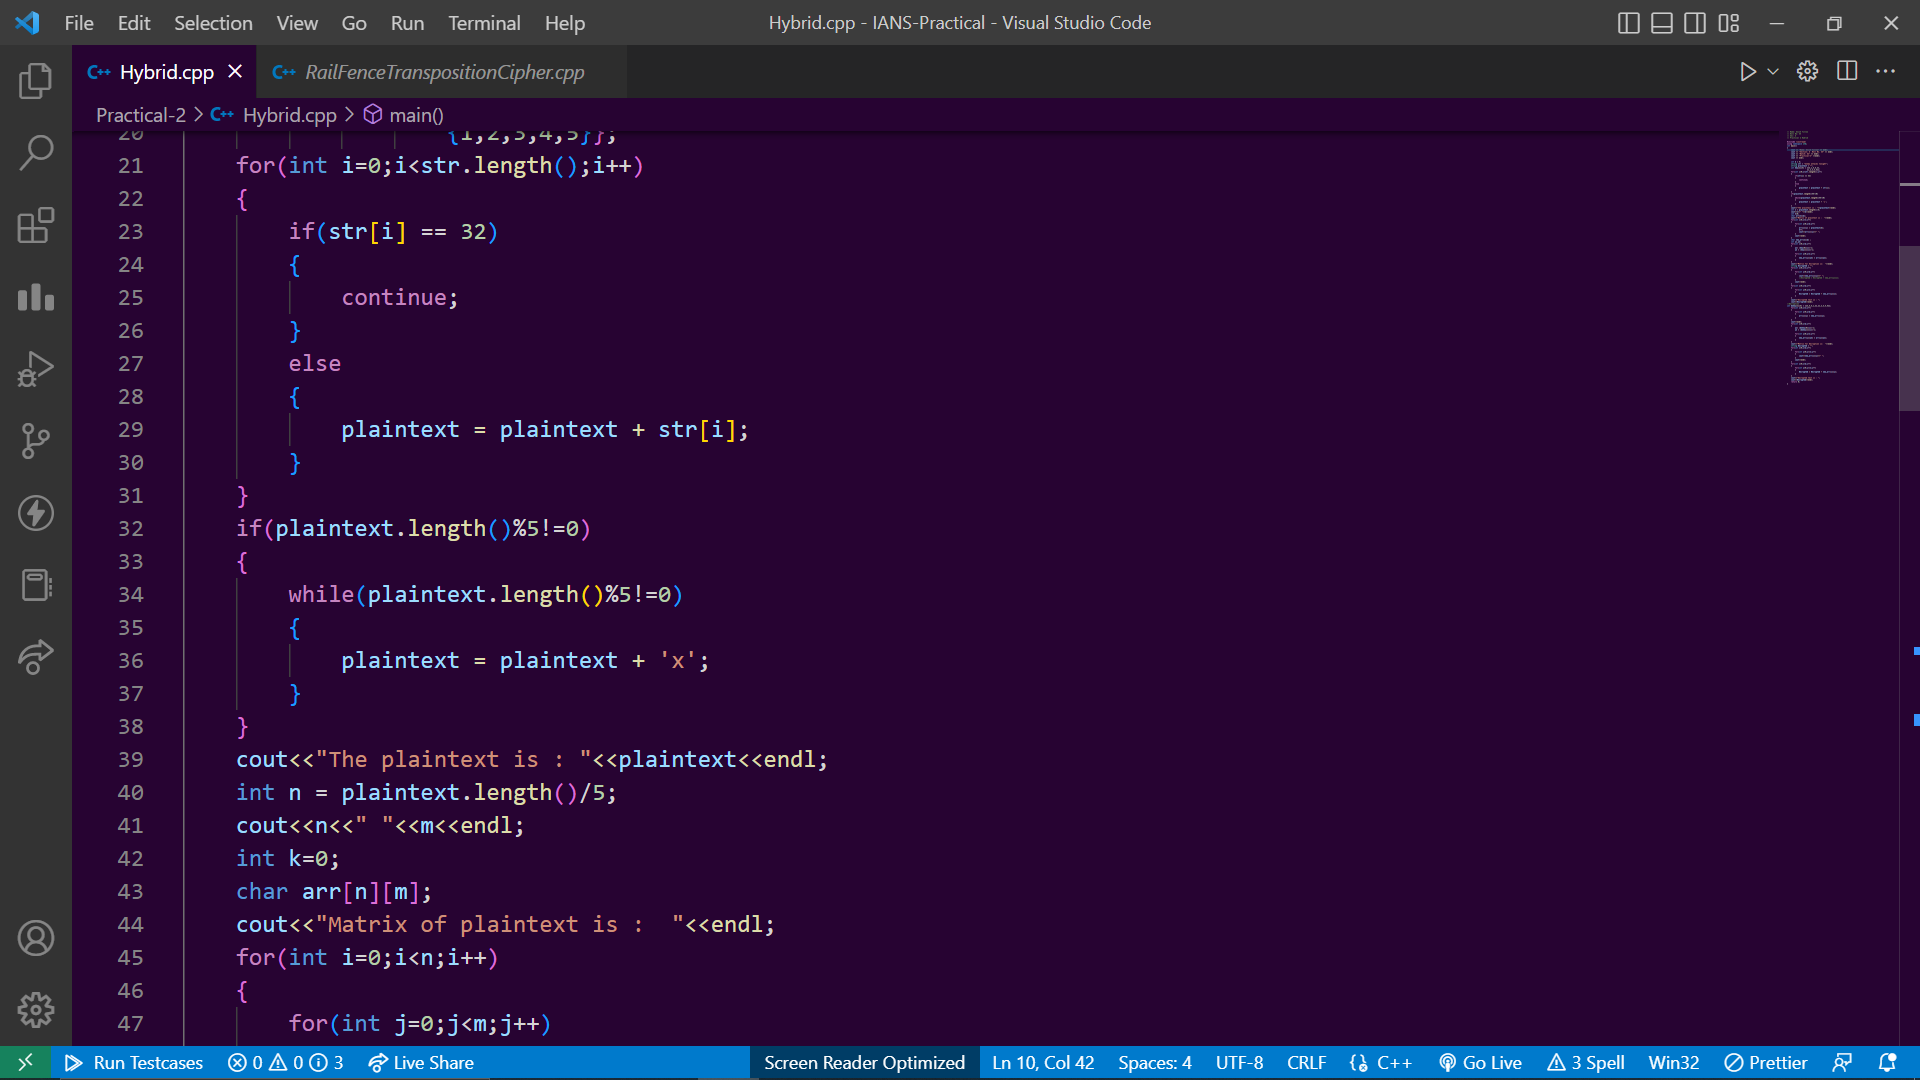 File Edit Selection View Go Run Terminal Help Hybrid.cpp - IANS-Practical - Visual Studio Code
C++ Hybrid.cpp C++ RailFenceTranspositionCipher.cpp
Practical-2 > C++ Hybrid.cpp > main()
20 {1,2,3,4,5}};
21 for(int i=0;i<str.length();i++)
22 {
23 if(str[i] == 32)
24 {
25 continue;
26 }
27 else
28 {
29 plaintext = plaintext + str[i];
30 }
31 }
32 if(plaintext.length()%5!=0)
33 {
34 while(plaintext.length()%5!=0)
35 {
36 plaintext = plaintext + 'x';
37 }
38 }
39 cout<<"The plaintext is : "<<plaintext<<endl;
40 int n = plaintext.length()/5;
41 cout<<n<<" "<<m<<endl;
42 int k=0;
43 char arr[n][m];
44 cout<<"Matrix of plaintext is :  "<<endl;
45 for(int i=0;i<n;i++)
46 {
47 for(int j=0;j<m;j++)
Run Testcases 0 0 3 Live Share Screen Reader Optimized Ln 10, Col 42 Spaces: 4 UTF-8 CRLF C++ Go Live 3 Spell Win32 Prettier